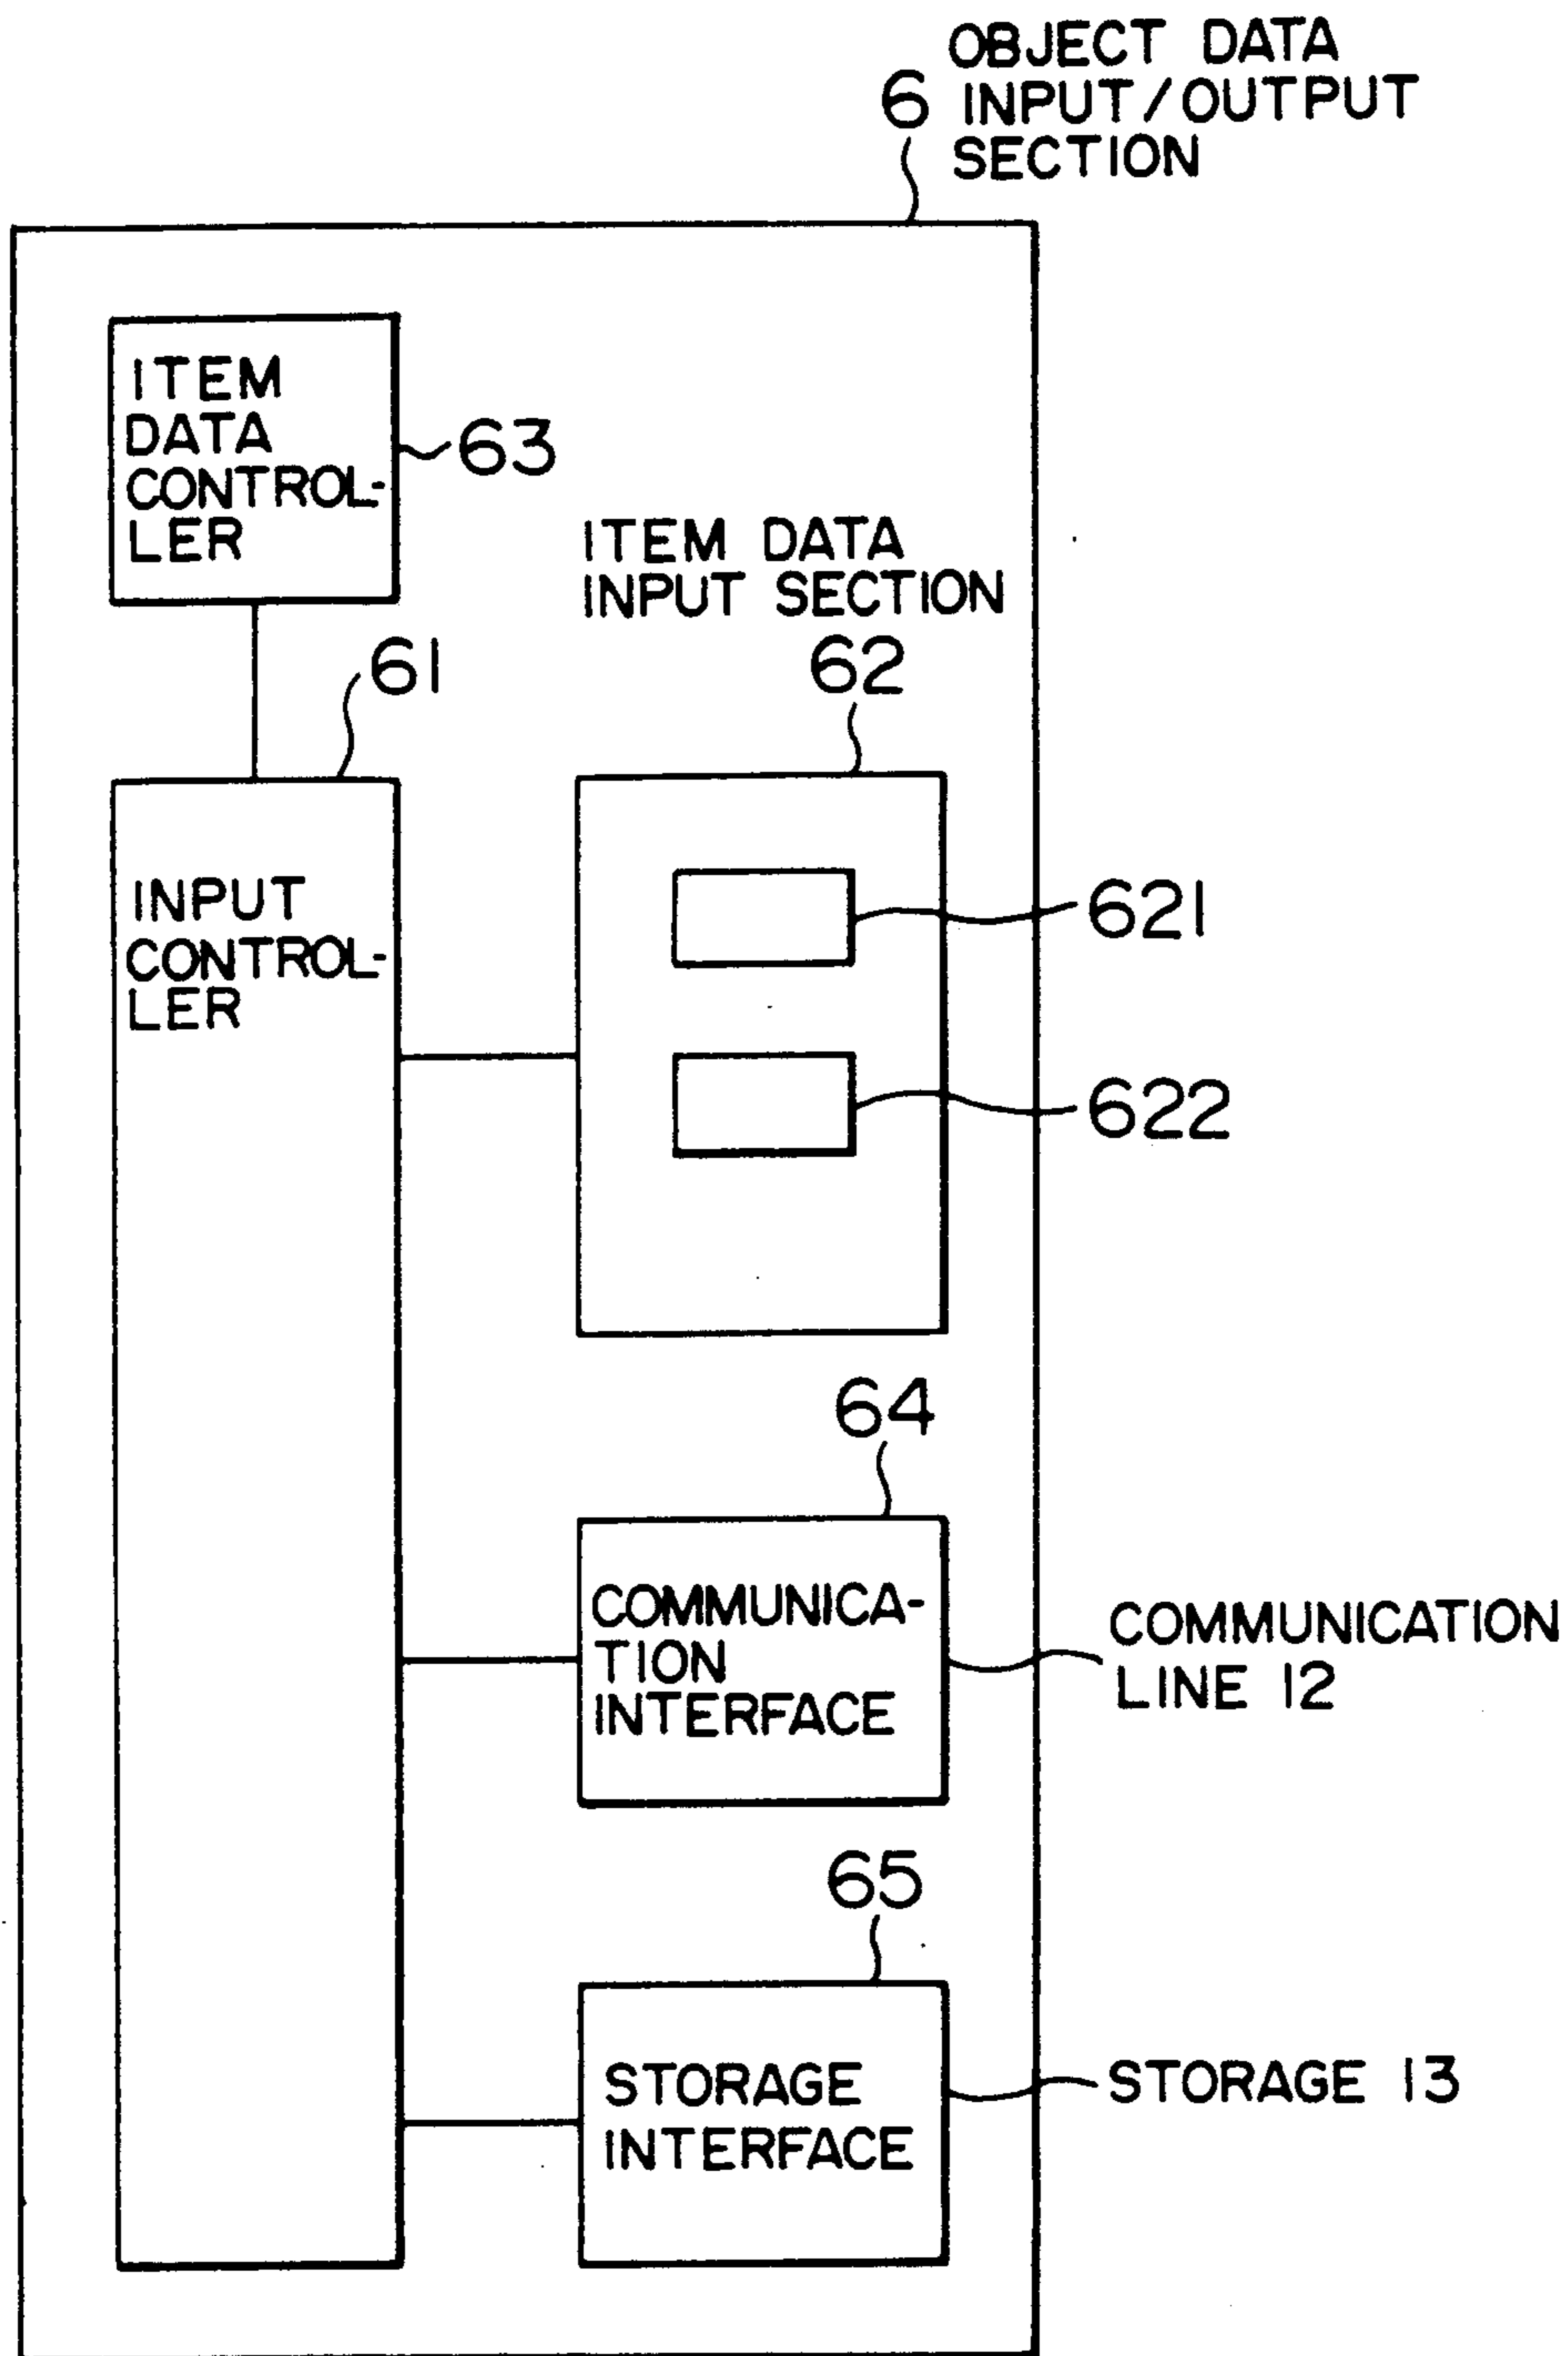 OBJECT DATA
6 INPUT/OUTPUT
SECTION
ITEM
DATA
CONTROL-
LER
63
ITEM DATA
INPUT SECTION
61
62
INPUT
CONTROL-
LER
621
622
64
COMMUNICA-
TION
INTERFACE
COMMUNICATION
LINE 12
65
STORAGE
INTERFACE
STORAGE 13